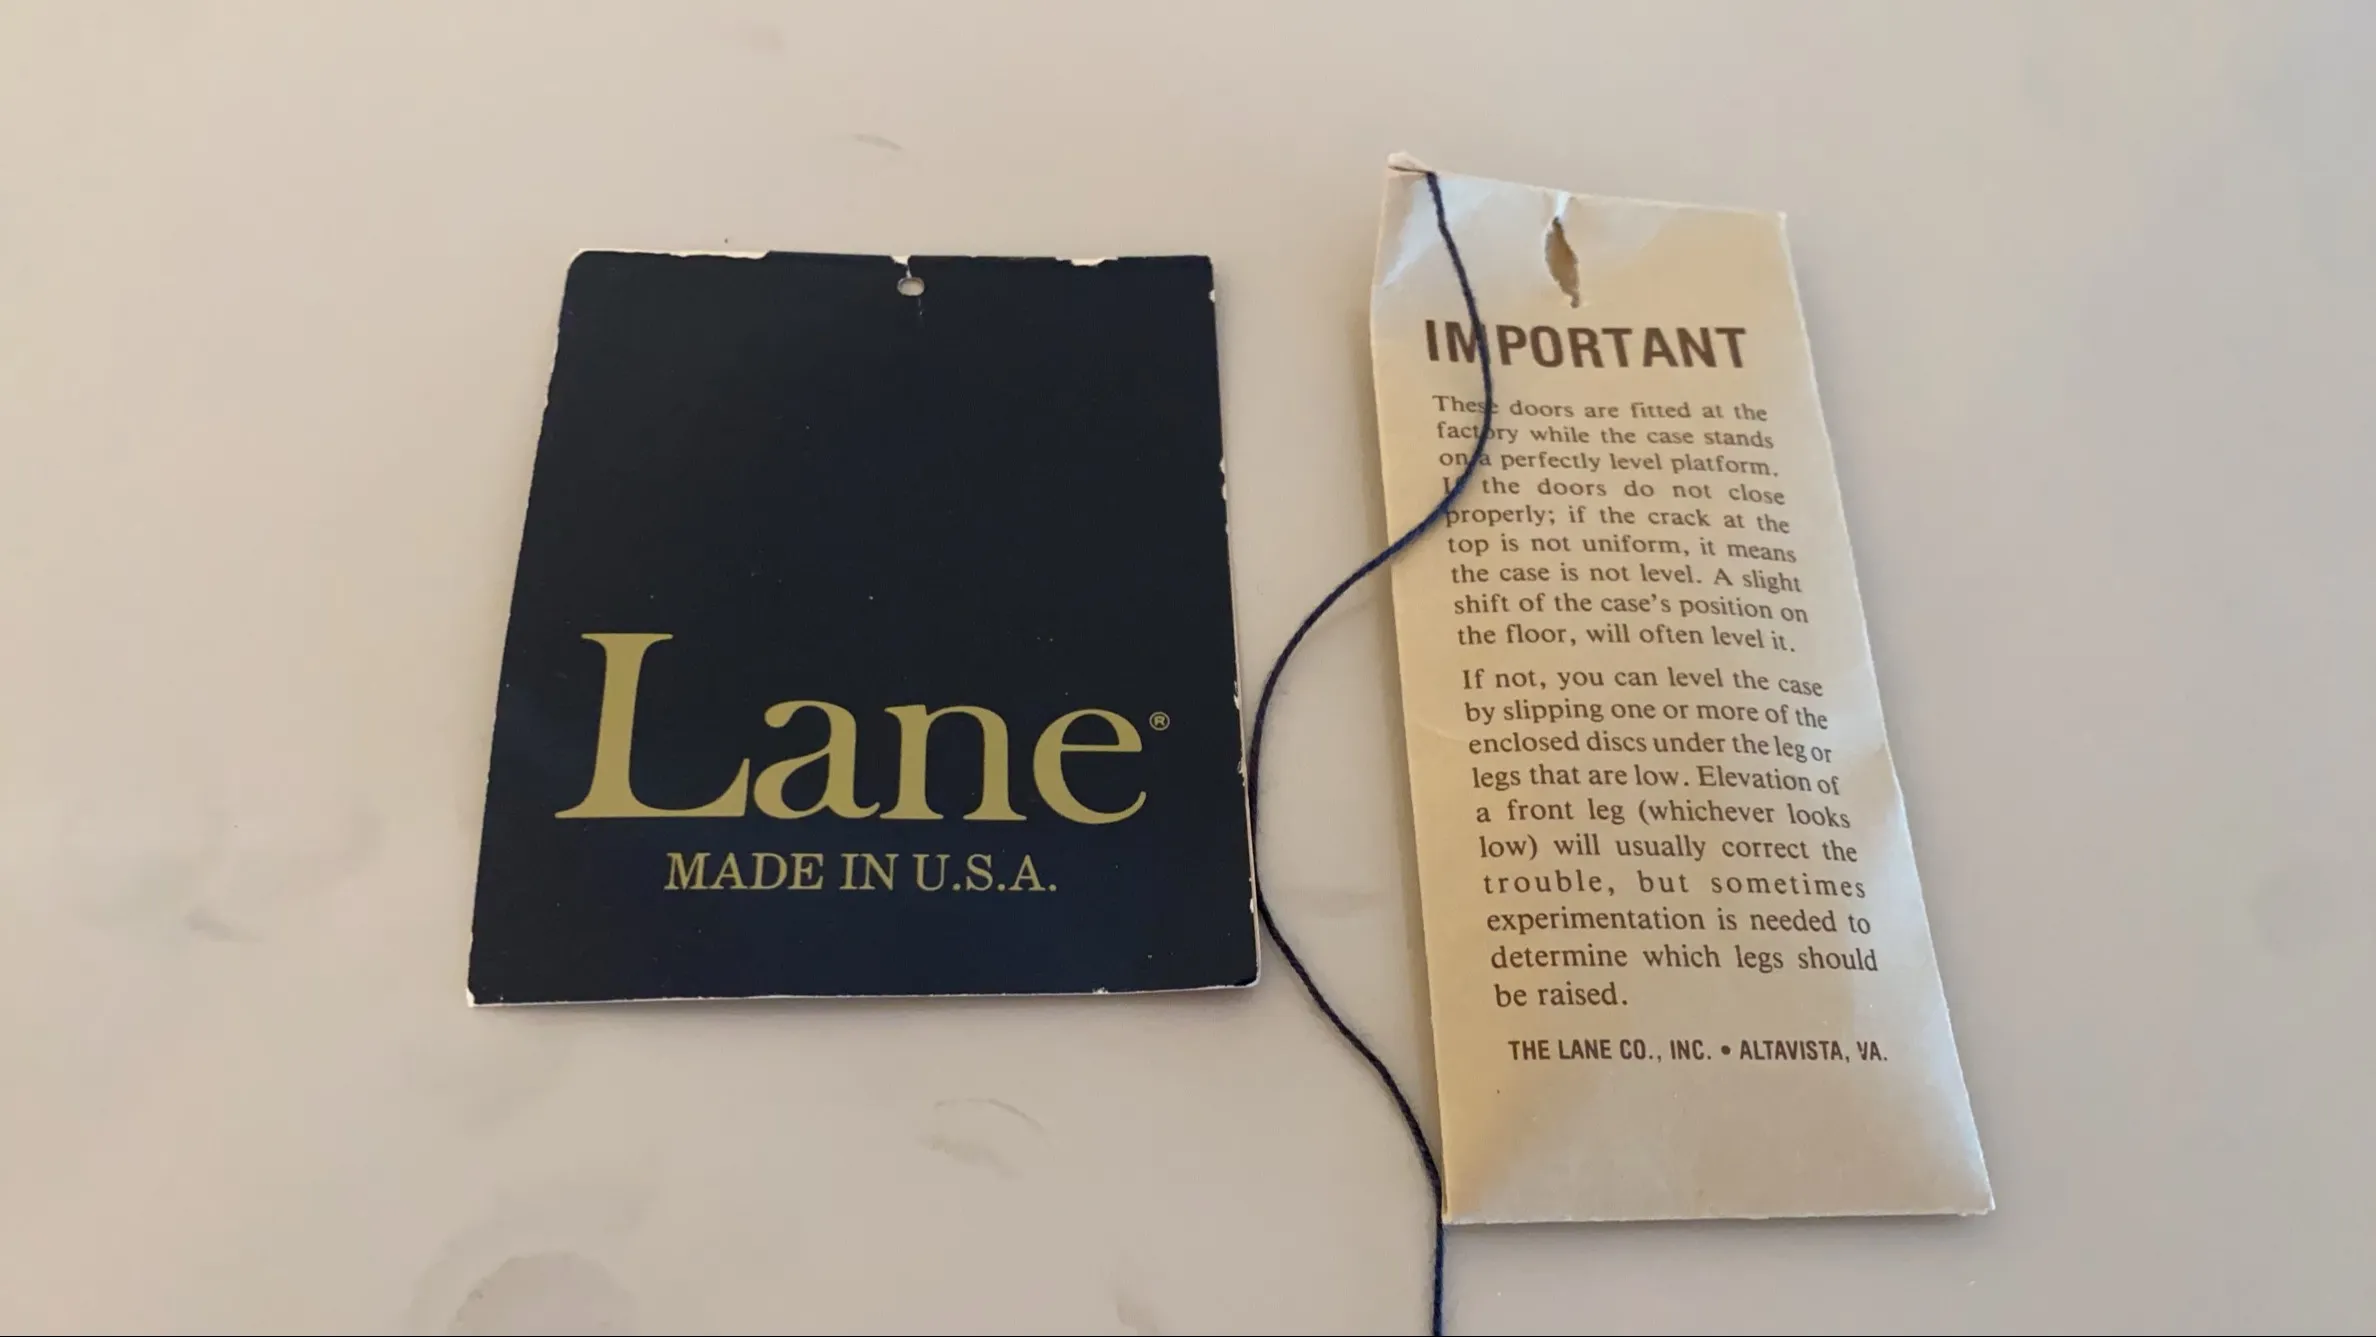 Lane®
MADE IN U.S.A.
IMPORTANT
These doors are fitted at the
factory while the case stands
on a perfectly level platform.
If the doors do not close
properly; if the crack at the
top is not uniform, it means
the case is not level. A slight
shift of the case's position on
the floor, will often level it.
If not, you can level the case
by slipping one or more of the
enclosed discs under the leg or
legs that are low. Elevation of
a front leg (whichever looks
low) will usually correct the
trouble, but sometimes
experimentation is needed to
determine which legs should
be raised.
THE LANE CO., INC. • ALTAVISTA, VA.